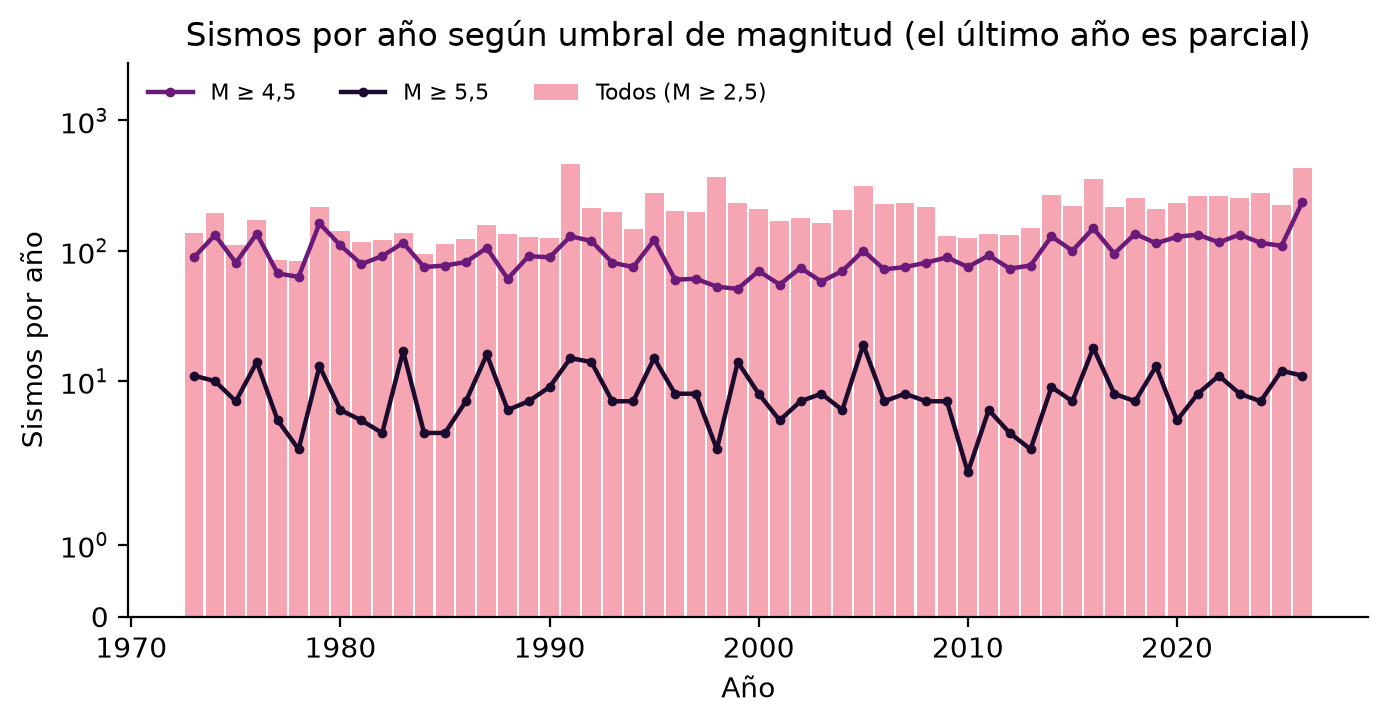 Sismos por año según umbral de magnitud (el último año es parcial)
M ≥ 4,5
M ≥ 5,5
Todos (M ≥ 2,5)
Sismos por año
10³
10²
10¹
10⁰
0
1970
1980
1990
2000
2010
2020
Año